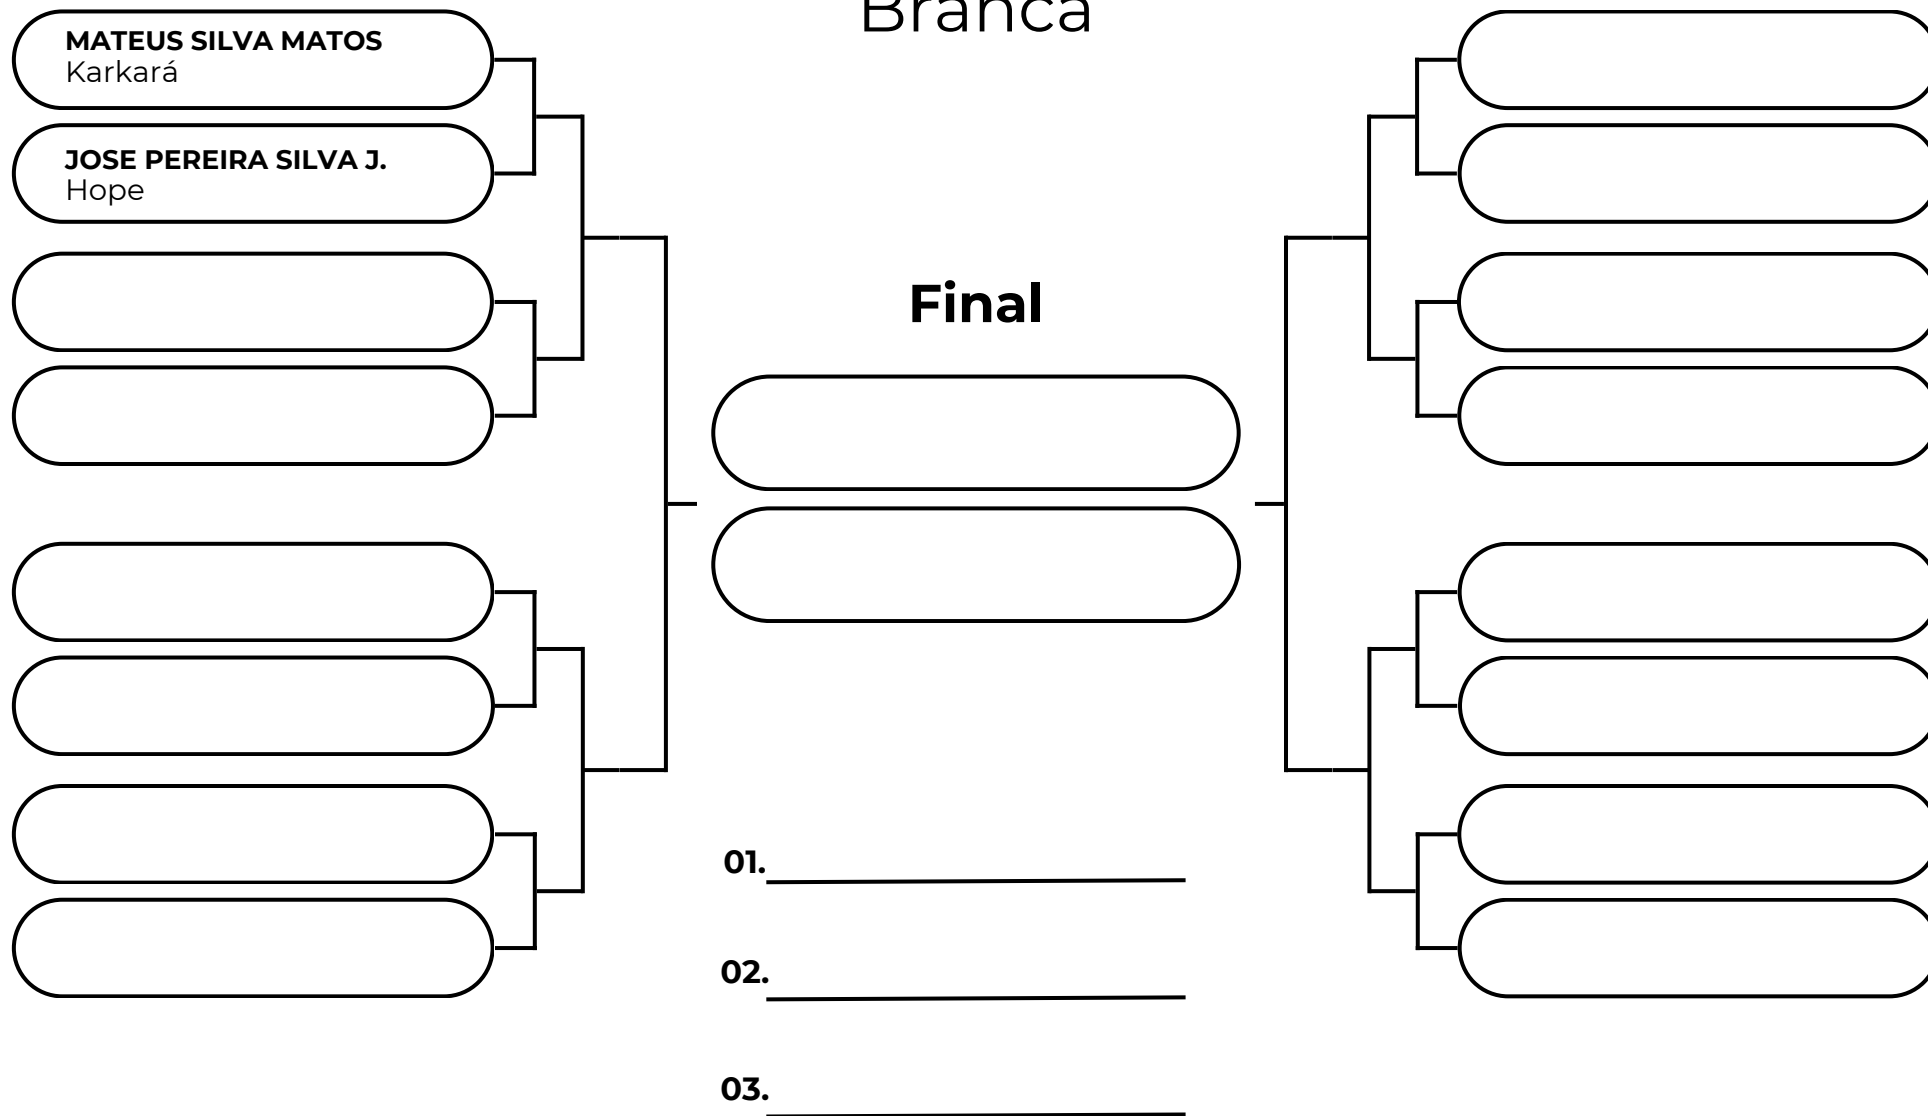 Branca
MATEUS SILVA MATOS
Karkará
JOSE PEREIRA SILVA J.
Hope
Final
01.
02.
03.